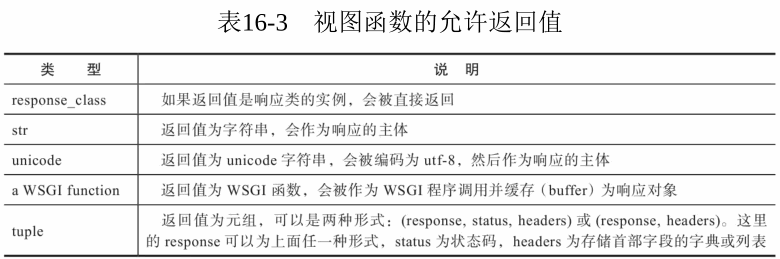 表16-3 视图函数的允许返回值
类 型 说 明
response_class 如果返回值是响应类的实例，会被直接返回
str 返回值为字符串，会作为响应的主体
unicode 返回值为 unicode 字符串，会被编码为 utf-8，然后作为响应的主体
a WSGI function 返回值为 WSGI 函数，会被作为 WSGI 程序调用并缓存（buffer）为响应对象
tuple 返回值为元组，可以是两种形式：(response, status, headers) 或 (response, headers)。这里
的 response 可以为上面任一种形式，status 为状态码，headers 为存储首部字段的字典或列表